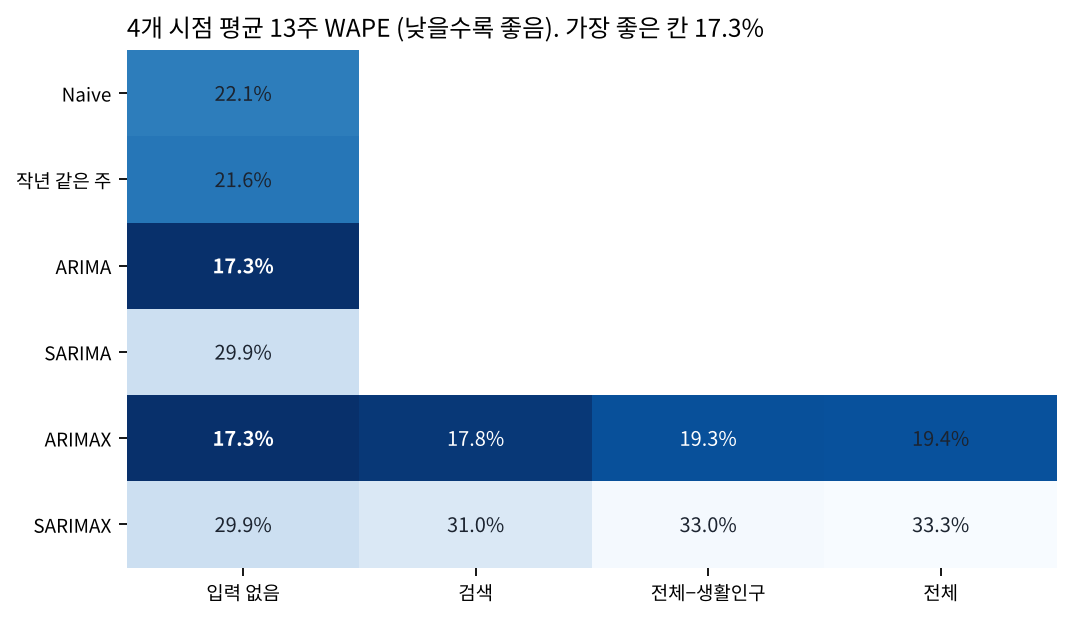 4개 시점 평균 13주 WAPE (낮을수록 좋음). 가장 좋은 칸 17.3%
Naive 22.1%
작년 같은 주 21.6%
ARIMA 17.3%
SARIMA 29.9%
ARIMAX 17.3% 17.8% 19.3% 19.4%
SARIMAX 29.9% 31.0% 33.0% 33.3%
입력 없음 검색 전체−생활인구 전체